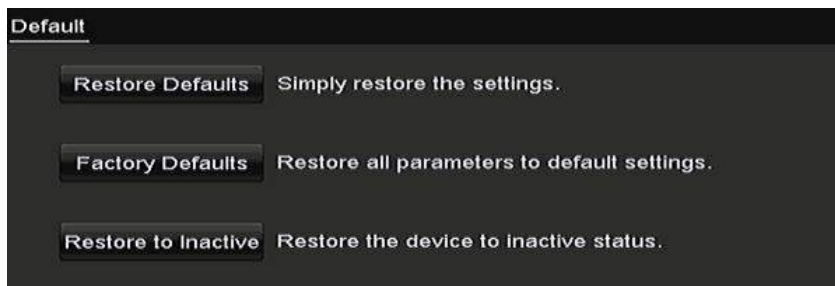 Default
Restore Defaults Simply restore the settings.
Factory Defaults Restore all parameters to default settings.
Restore to Inactive Restore the device to inactive status.